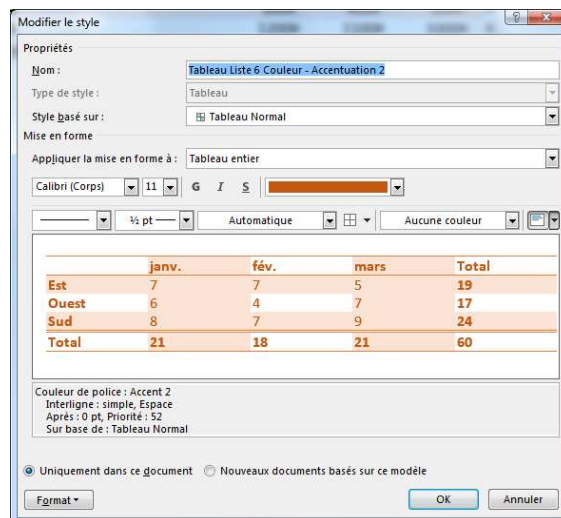 Modifier le style
Propriétés
Nom : Tableau Liste 6 Couleur - Accentuation 2
Type de style : Tableau
Style basé sur : Tableau Normal
Mise en forme
Appliquer la mise en forme à : Tableau entier
Calibri (Corps) 11 G I S
½ pt Automatique Aucune couleur
janv. fév. mars Total
Est 7 7 5 19
Ouest 6 4 7 17
Sud 8 7 9 24
Total 21 18 21 60
Couleur de police : Accent 2
Interligne : simple, Espace
Après : 0 pt, Priorité : 52
Sur base de : Tableau Normal
Uniquement dans ce document Nouveaux documents basés sur ce modèle
Format OK Annuler